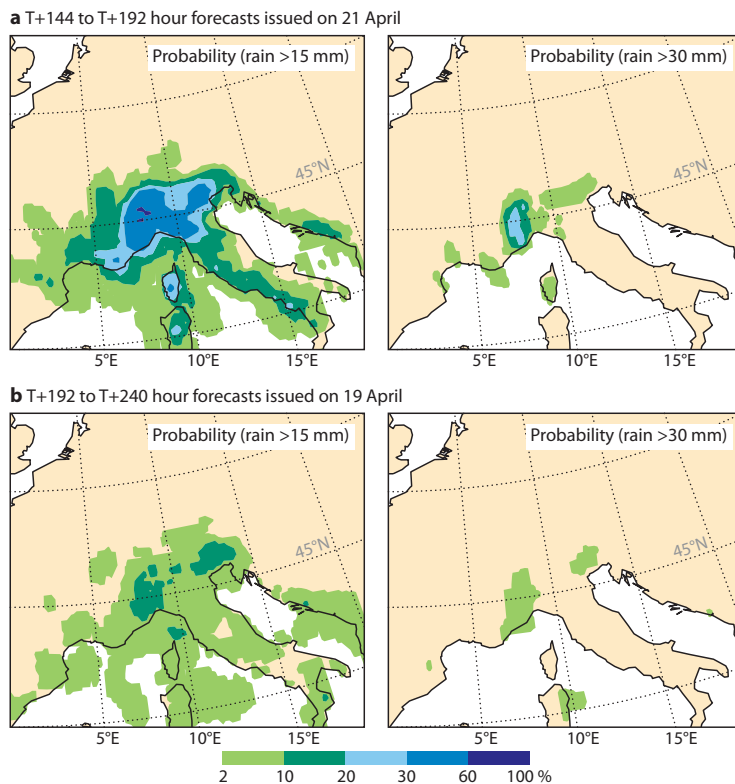 a T+144 to T+192 hour forecasts issued on 21 April
Probability (rain >15 mm)
Probability (rain >30 mm)
45°N
45°N
5°E
10°E
15°E
5°E
10°E
15°E
b T+192 to T+240 hour forecasts issued on 19 April
Probability (rain >15 mm)
Probability (rain >30 mm)
45°N
45°N
5°E
10°E
15°E
5°E
10°E
15°E
2
10
20
30
60
100 %